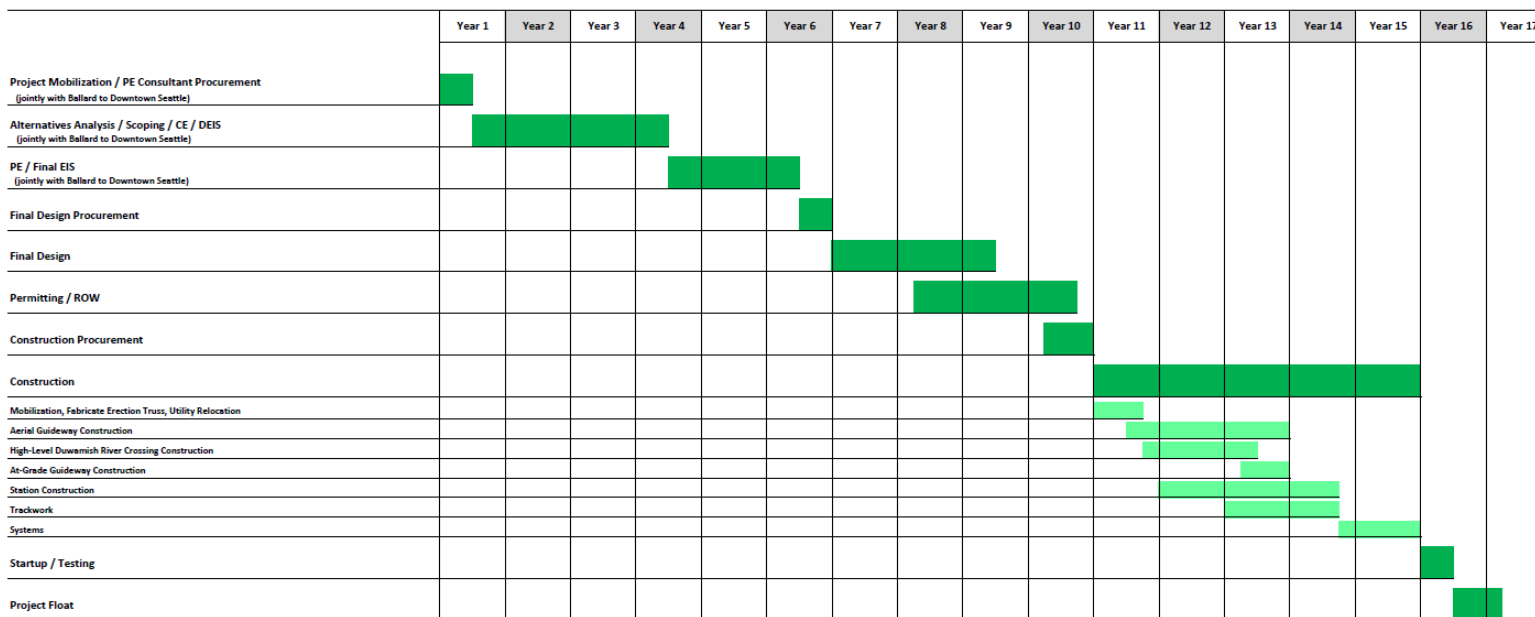 Year 1 Year 2 Year 3 Year 4 Year 5 Year 6 Year 7 Year 8 Year 9 Year 10 Year 11 Year 12 Year 13 Year 14 Year 15 Year 16 Year 17
Project Mobilization / PE Consultant Procurement
(jointly with Ballard to Downtown Seattle)
Alternatives Analysis / Scoping / CE / DEIS
(jointly with Ballard to Downtown Seattle)
PE / Final EIS
(jointly with Ballard to Downtown Seattle)
Final Design Procurement
Final Design
Permitting / ROW
Construction Procurement
Construction
Mobilization, Fabricate Erection Truss, Utility Relocation
Aerial Guideway Construction
High-Level Duwamish River Crossing Construction
At-Grade Guideway Construction
Station Construction
Trackwork
Systems
Startup / Testing
Project Float